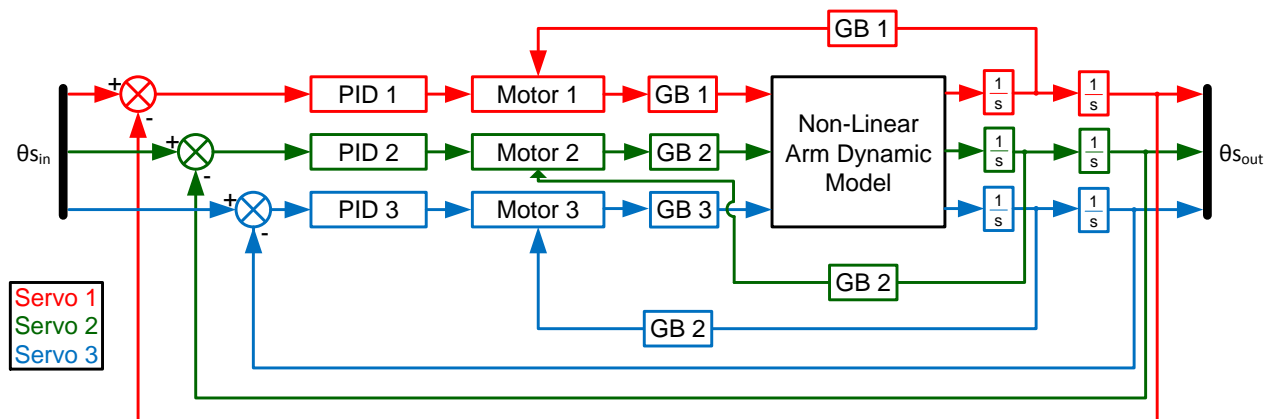 GB 1
+
-
PID 1
Motor 1
GB 1
1
s
1
s
θs_in
+
-
PID 2
Motor 2
GB 2
Non-Linear
Arm Dynamic
Model
1
s
1
s
θs_out
+
-
PID 3
Motor 3
GB 3
1
s
1
s
GB 2
GB 2
Servo 1
Servo 2
Servo 3